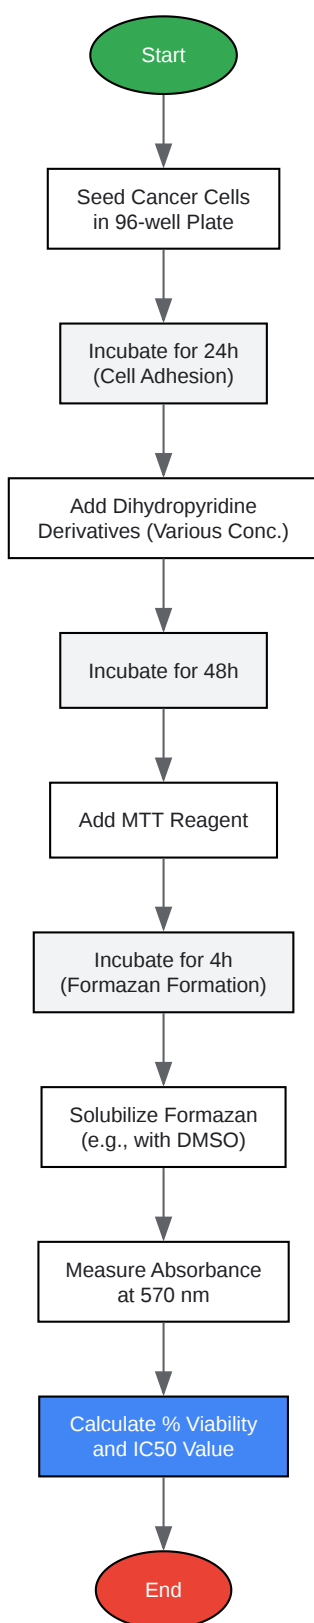 Start
Seed Cancer Cells
in 96-well Plate
Incubate for 24h
(Cell Adhesion)
Add Dihydropyridine
Derivatives (Various Conc.)
Incubate for 48h
Add MTT Reagent
Incubate for 4h
(Formazan Formation)
Solubilize Formazan
(e.g., with DMSO)
Measure Absorbance
at 570 nm
Calculate % Viability
and IC50 Value
End